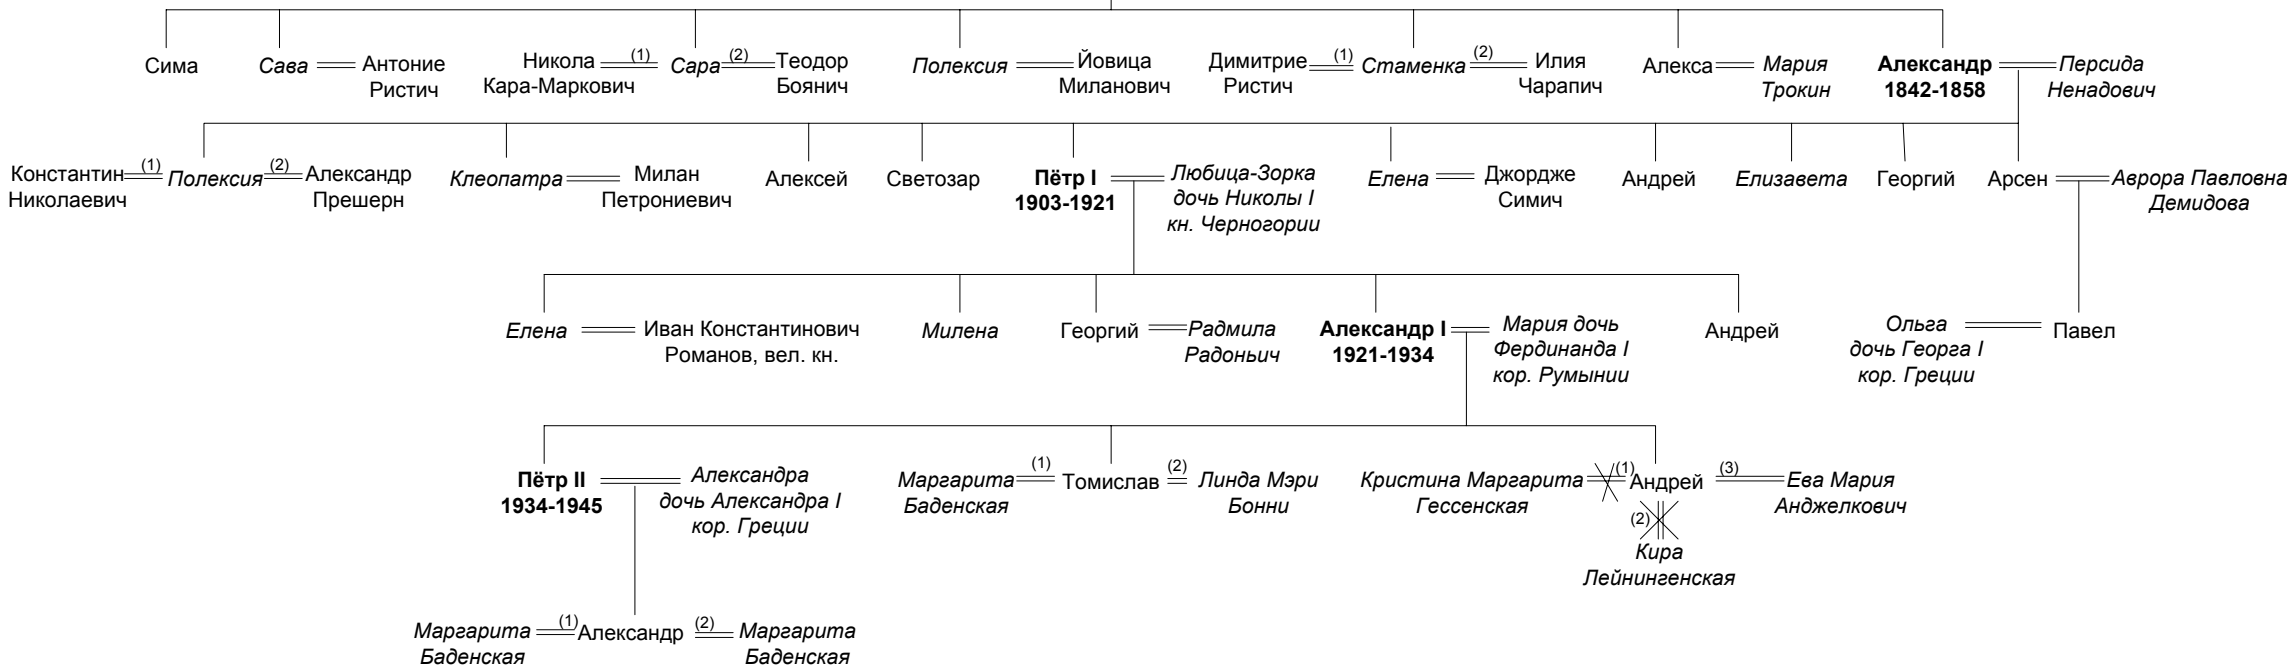 Сима
Сава
Антоние
Ристич
Никола
Кара-Маркович
(1)
Сара
(2)
Теодор
Боянич
Полексия
Йовица
Миланович
Димитрие
Ристич
(1)
Стаменка
(2)
Илия
Чарапич
Алекса
Мария
Трокин
Александр
1842-1858
Персида
Ненадович
Константин
Николаевич
(1)
Полексия
(2)
Александр
Прешерн
Клеопатра
Милан
Петрониевич
Алексей
Светозар
Пётр I
1903-1921
Любица-Зорка
дочь Николы I
кн. Черногории
Елена
Джордже
Симич
Андрей
Елизавета
Георгий
Арсен
Аврора Павловна
Демидова
Елена
Иван Константинович
Романов, вел. кн.
Милена
Георгий
Радмила
Радоньич
Александр I
1921-1934
Мария дочь
Фердинанда I
кор. Румынии
Андрей
Ольга
дочь Георга I
кор. Греции
Павел
Пётр II
1934-1945
Александра
дочь Александра I
кор. Греции
Маргарита
Баденская
(1)
Томислав
(2)
Линда Мэри
Бонни
Кристина Маргарита
Гессенская
(1)
Андрей
(3)
Ева Мария
Анджелкович
(2)
Кира
Лейнингенская
Маргарита
Баденская
(1)
Александр
(2)
Маргарита
Баденская